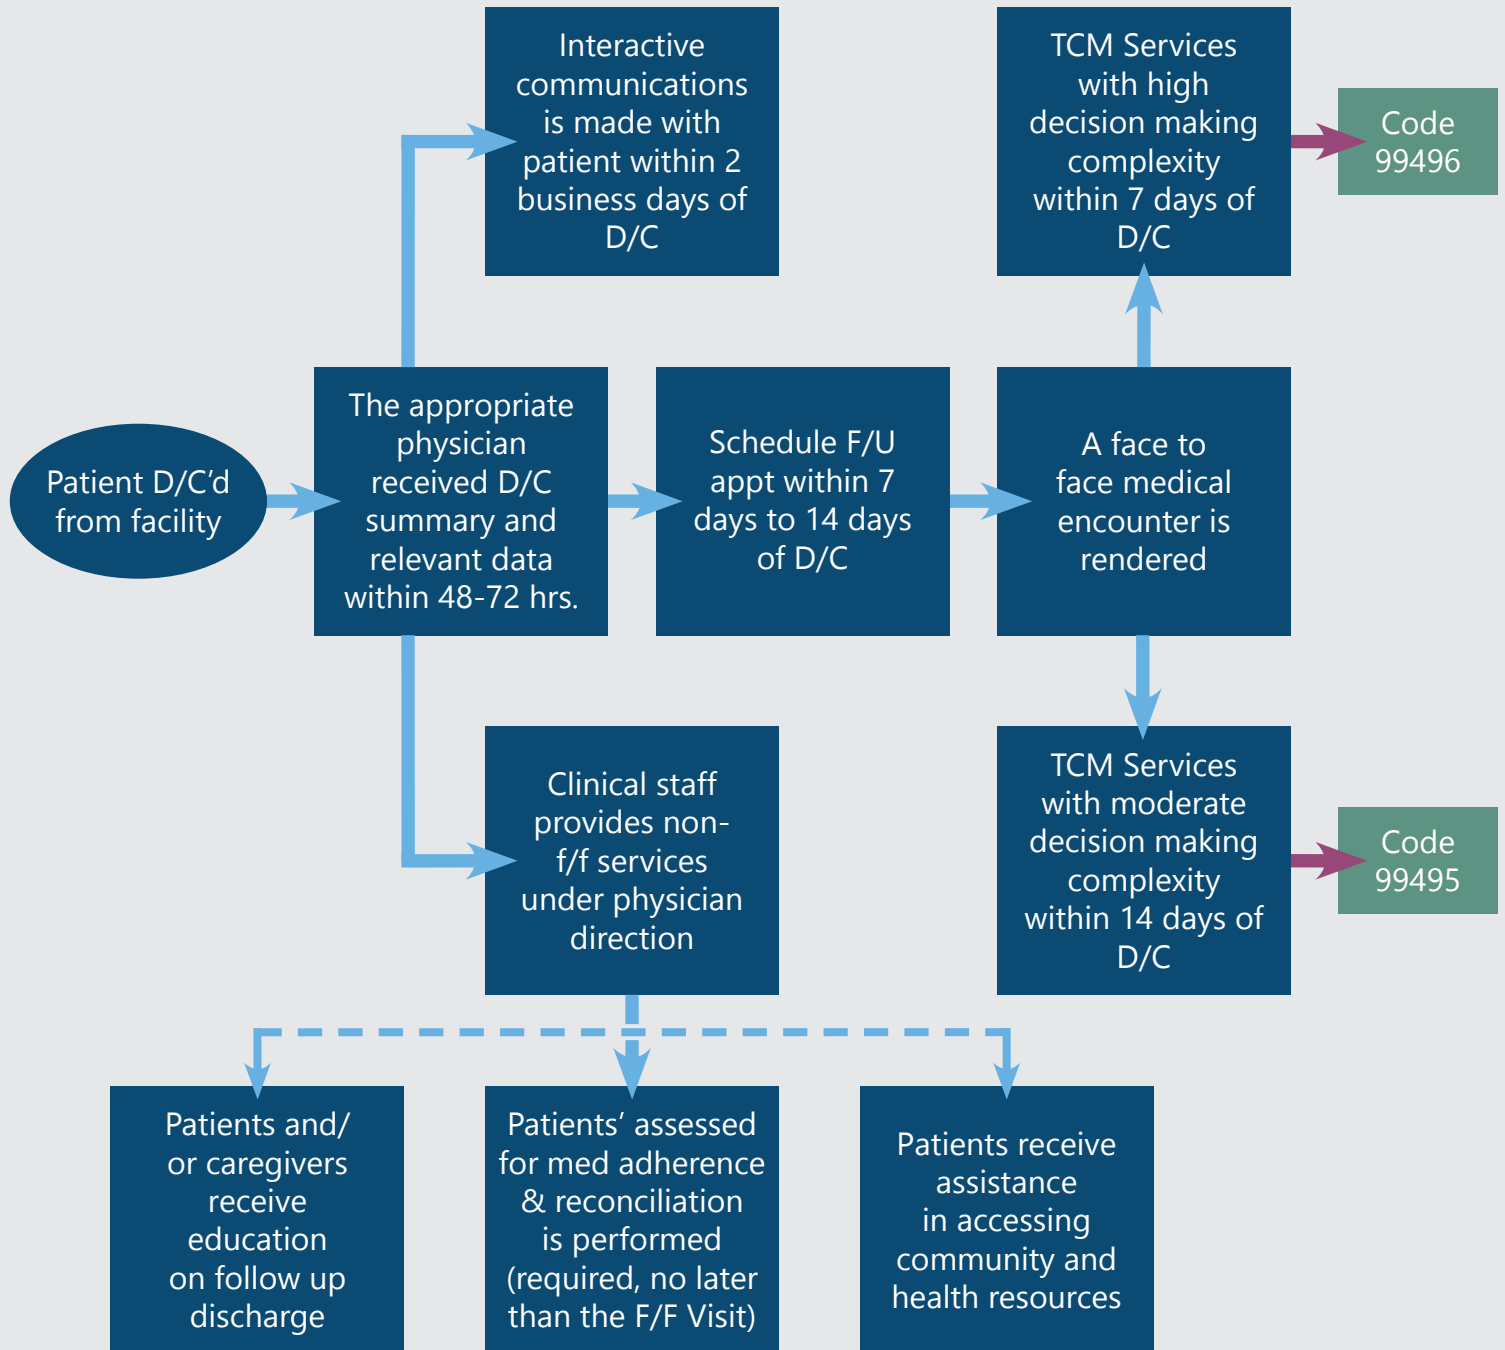 Interactive
communications
is made with
patient within 2
business days of
D/C
TCM Services
with high
decision making
complexity
within 7 days of
D/C
Code
99496
Patient D/C’d
from facility
The appropriate
physician
received D/C
summary and
relevant data
within 48-72 hrs.
Schedule F/U
appt within 7
days to 14 days
of D/C
A face to
face medical
encounter is
rendered
Clinical staff
provides non-
f/f services
under physician
direction
TCM Services
with moderate
decision making
complexity
within 14 days of
D/C
Code
99495
Patients and/
or caregivers
receive
education
on follow up
discharge
Patients’ assessed
for med adherence
& reconciliation
is performed
(required, no later
than the F/F Visit)
Patients receive
assistance
in accessing
community and
health resources